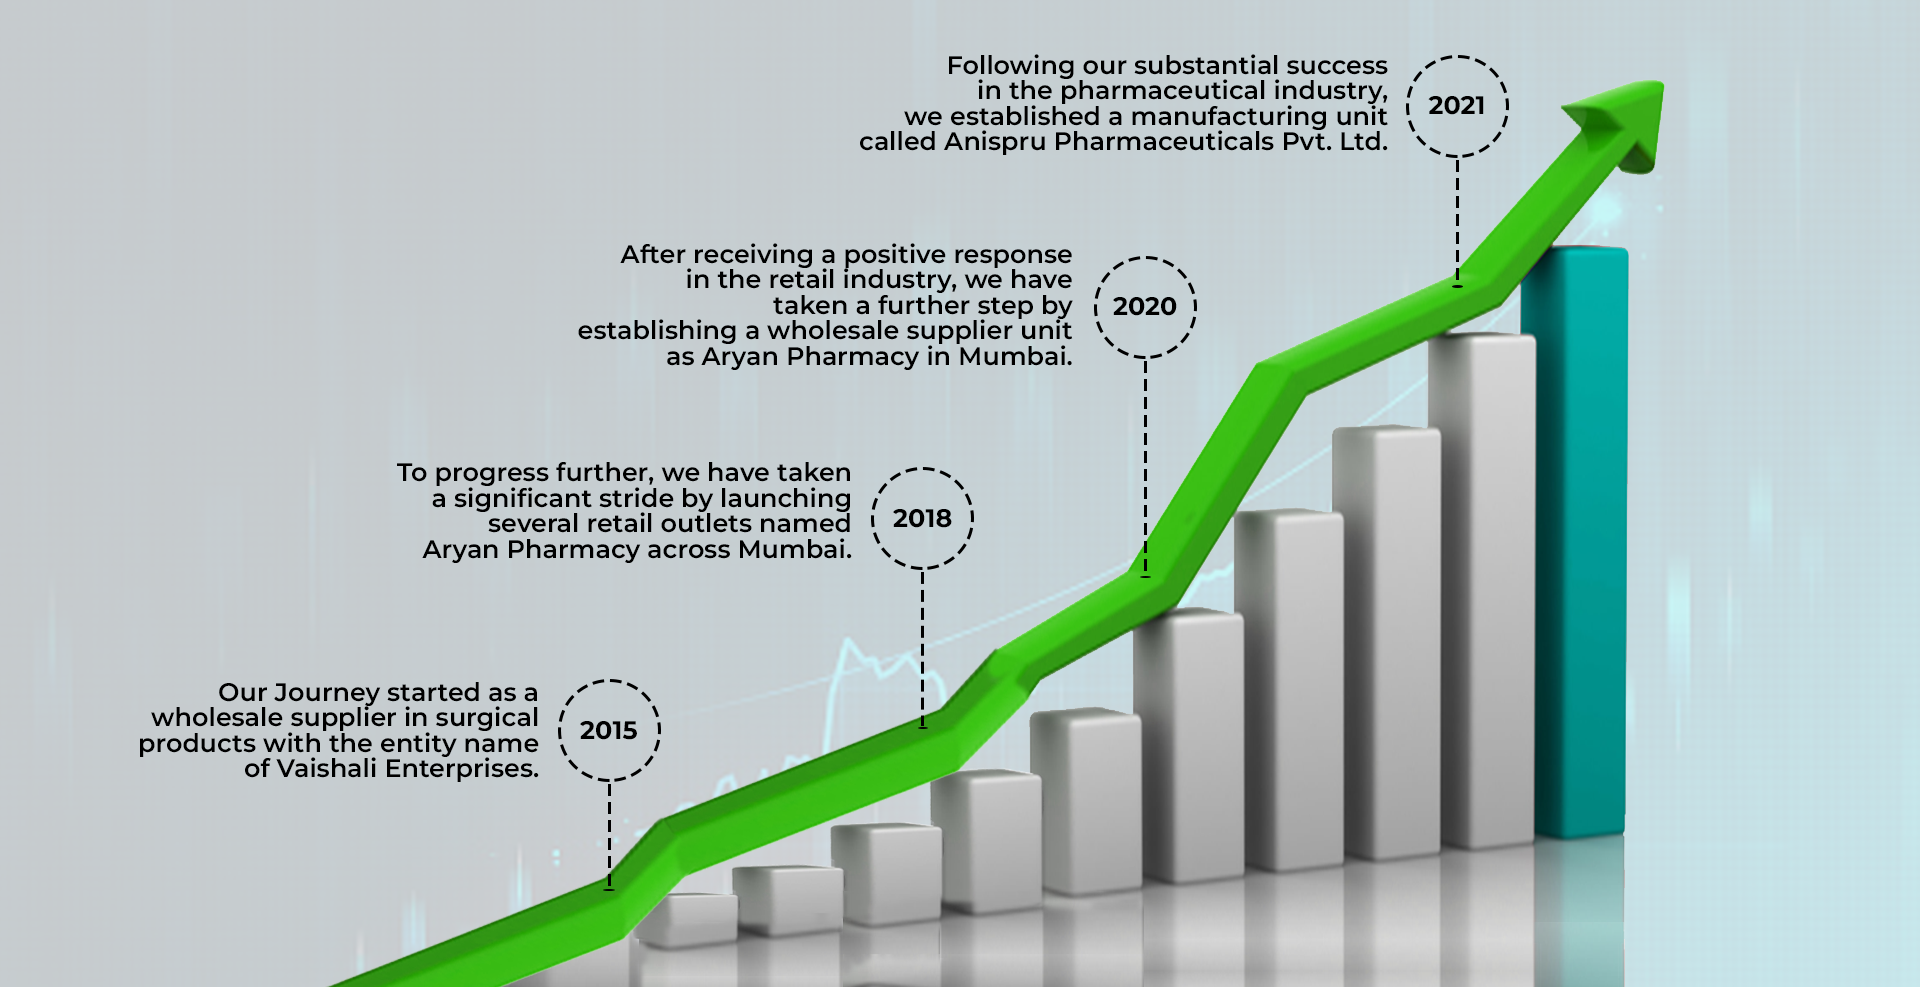 Following our substantial success
in the pharmaceutical industry,
we established a manufacturing unit
called Anispru Pharmaceuticals Pvt. Ltd.
2021
After receiving a positive response
in the retail industry, we have
taken a further step by
establishing a wholesale supplier unit
as Aryan Pharmacy in Mumbai.
2020
To progress further, we have taken
a significant stride by launching
several retail outlets named
Aryan Pharmacy across Mumbai.
2018
Our Journey started as a
wholesale supplier in surgical
products with the entity name
of Vaishali Enterprises.
2015